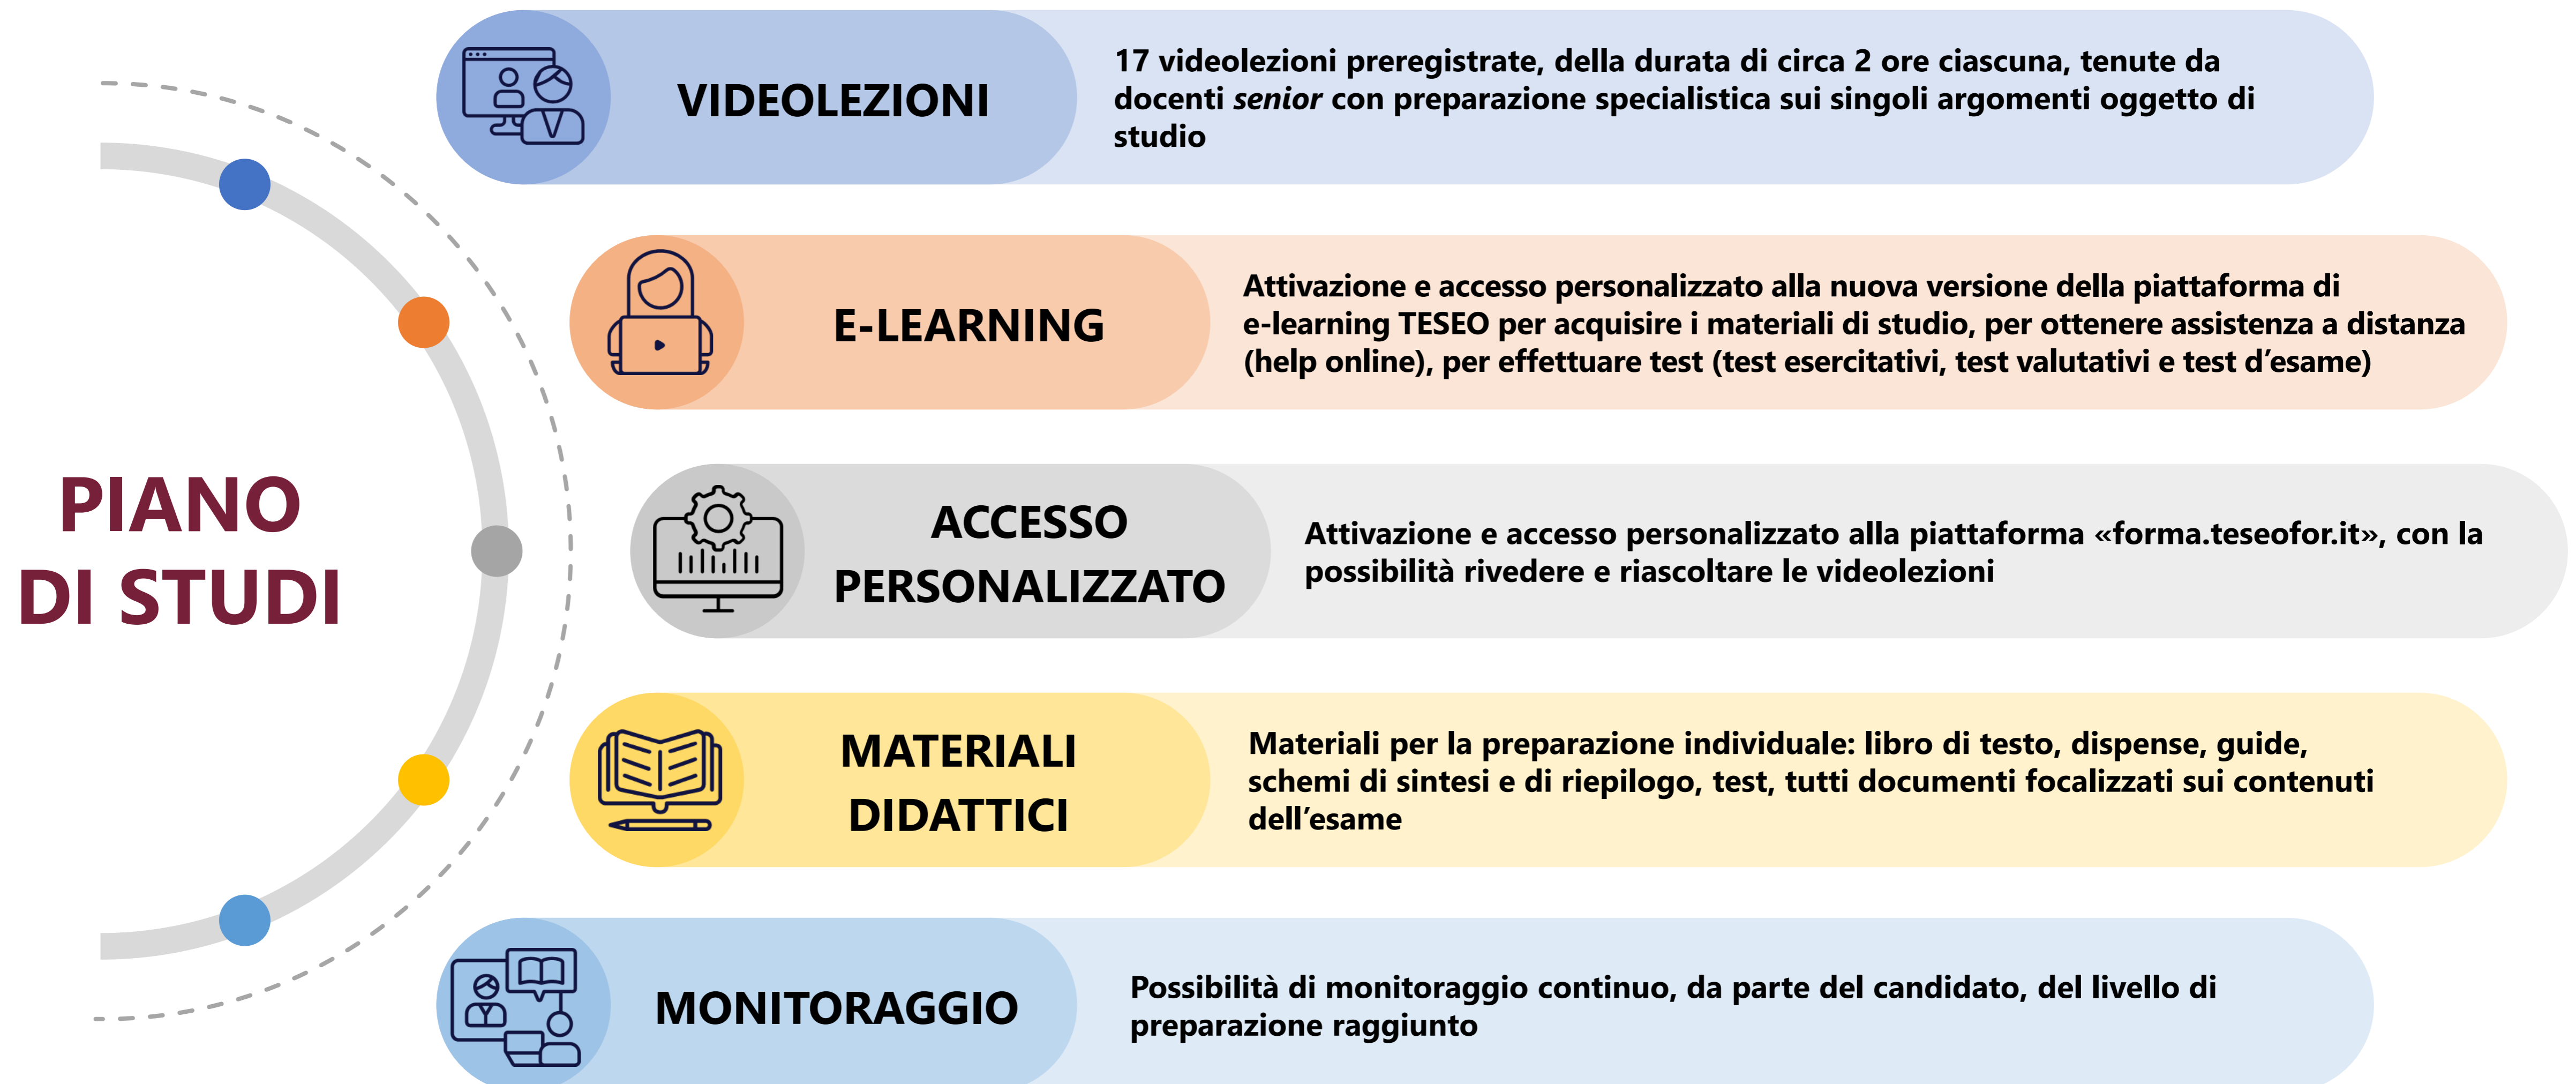 PIANO
DI STUDI
VIDEOLEZIONI
17 videolezioni preregistrate, della durata di circa 2 ore ciascuna, tenute da
docenti senior con preparazione specialistica sui singoli argomenti oggetto di
studio
E-LEARNING
Attivazione e accesso personalizzato alla nuova versione della piattaforma di
e-learning TESEO per acquisire i materiali di studio, per ottenere assistenza a distanza
(help online), per effettuare test (test esercitativi, test valutativi e test d’esame)
ACCESSO
PERSONALIZZATO
Attivazione e accesso personalizzato alla piattaforma «forma.teseofor.it», con la
possibilità rivedere e riascoltare le videolezioni
MATERIALI
DIDATTICI
Materiali per la preparazione individuale: libro di testo, dispense, guide,
schemi di sintesi e di riepilogo, test, tutti documenti focalizzati sui contenuti
dell’esame
MONITORAGGIO
Possibilità di monitoraggio continuo, da parte del candidato, del livello di
preparazione raggiunto